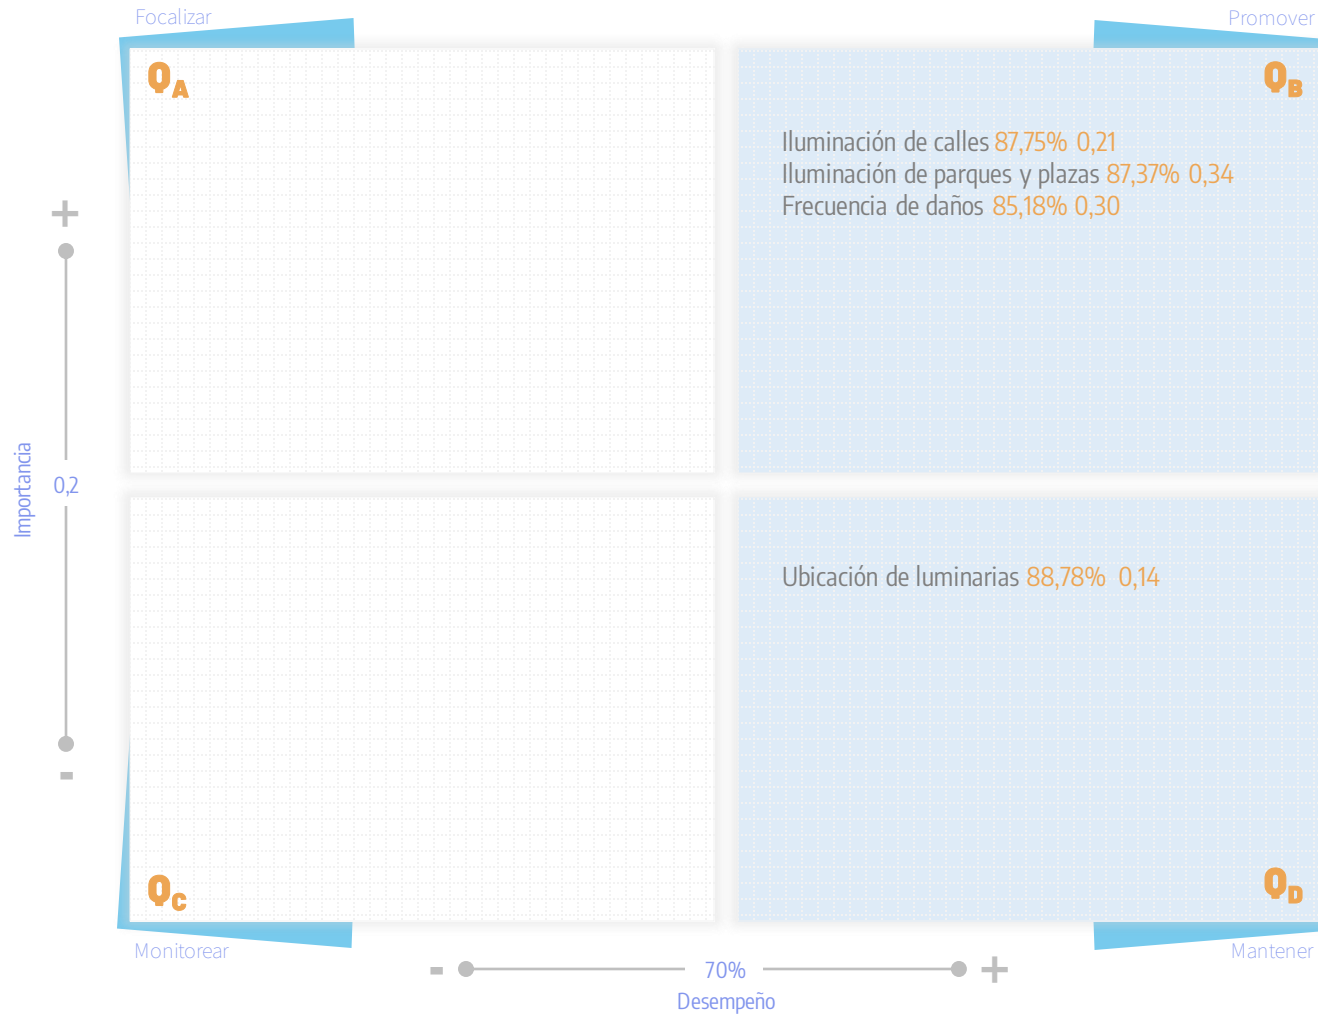 Focalizar
Promover
QA
QB
Iluminación de calles 87,75% 0,21
Iluminación de parques y plazas 87,37% 0,34
Frecuencia de daños 85,18% 0,30
+
Importancia
0,2
-
Ubicación de luminarias 88,78% 0,14
QC
QD
Monitorear
Mantener
- 70% +
Desempeño